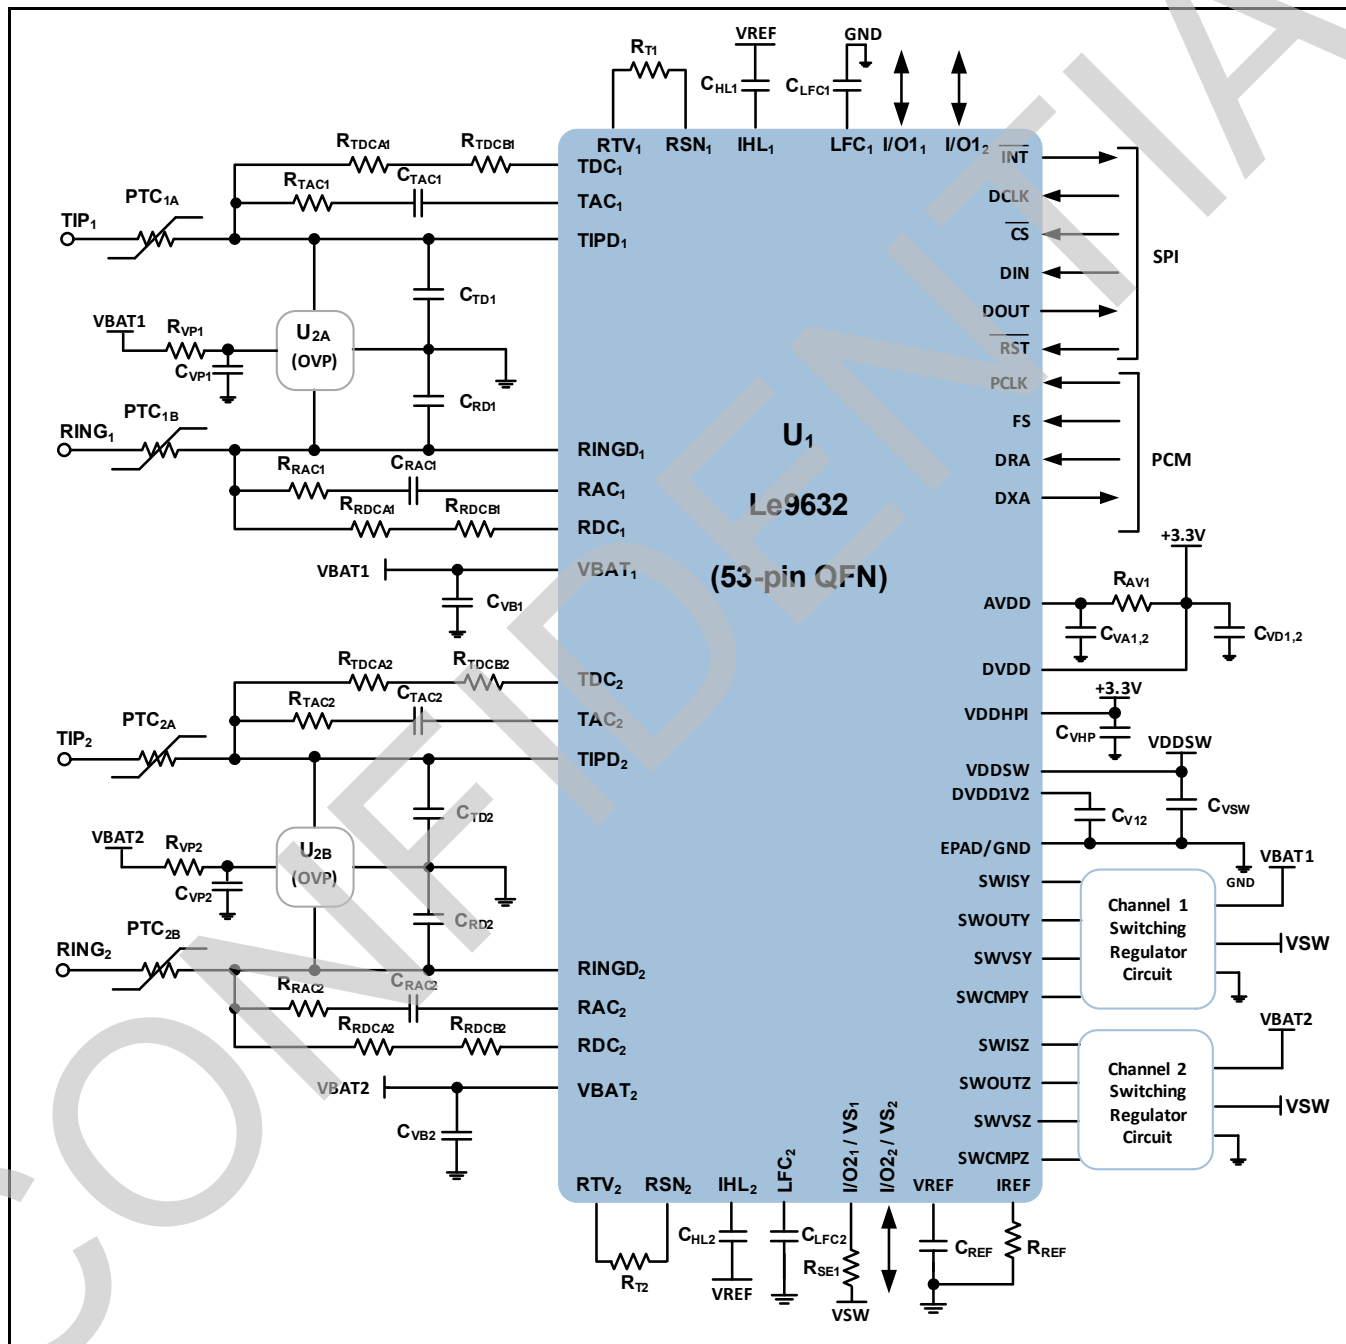 VREF
GND
RT1
CHL1
CLFC1
RTV1
RSN1
IHL1
LFC1
I/O11
I/O12
RTDCA1
RTDCB1
TDC1
RTAC1
CTAC1
TAC1
PTC1A
TIP1
TIPD1
CTD1
VBAT1
RVP1
U2A
(OVP)
CVP1
CRD1
PTC1B
RING1
RINGD1
RRAC1
CRAC1
RAC1
RRDCA1
RRDCB1
RDC1
VBAT1
VBAT1
CVB1
U1
Le9632
(53-pin QFN)
INT
DCLK
CS
DIN
DOUT
RST
SPI
PCLK
FS
DRA
DXA
PCM
+3.3V
RAV1
AVDD
CVA1,2
CVD1,2
DVDD
+3.3V
VDDHPI
CVHP
VDDSW
VDDSW
DVDD1V2
CV12
CVSW
EPAD/GND
GND
VBAT1
SWISY
SWOUTY
SWVSY
SWCMPY
Channel 1
Switching
Regulator
Circuit
VSW
VBAT2
SWISZ
SWOUTZ
SWVSZ
SWCMPZ
Channel 2
Switching
Regulator
Circuit
VSW
RTDCA2
RTDCB2
TDC2
RTAC2
CTAC2
TAC2
PTC2A
TIP2
TIPD2
CTD2
VBAT2
RVP2
U2B
(OVP)
CVP2
CRD2
PTC2B
RING2
RINGD2
RRAC2
CRAC2
RAC2
RRDCA2
RRDCB2
RDC2
VBAT2
VBAT2
CVB2
RTV2
RSN2
IHL2
LFC2
I/O21 / VS1
I/O22 / VS2
VREF
IREF
RT2
CHL2
VREF
CLFC2
RSE1
VSW
CREF
RREF
CONFIDENTIA